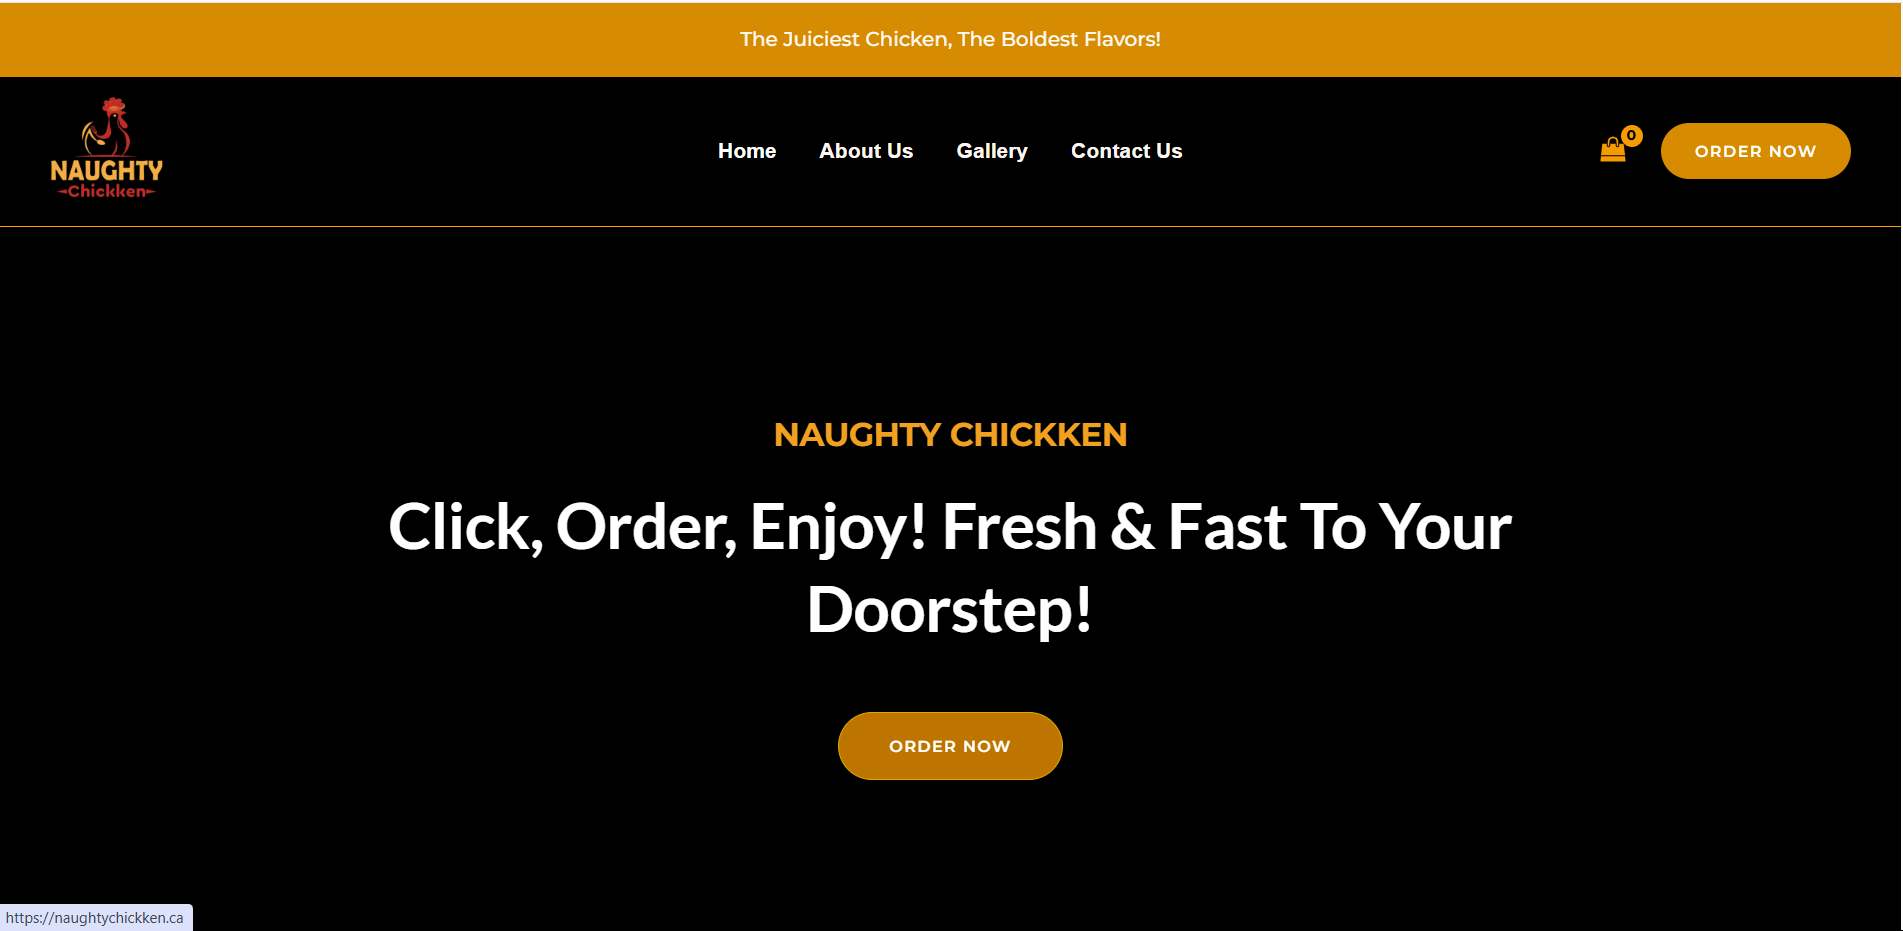 The Juiciest Chicken, The Boldest Flavors!
NAUGHTY
Chickken
Home About Us Gallery Contact Us
0
ORDER NOW
NAUGHTY CHICKKEN
Click, Order, Enjoy! Fresh & Fast To Your
Doorstep!
ORDER NOW
https://naughtychickken.ca